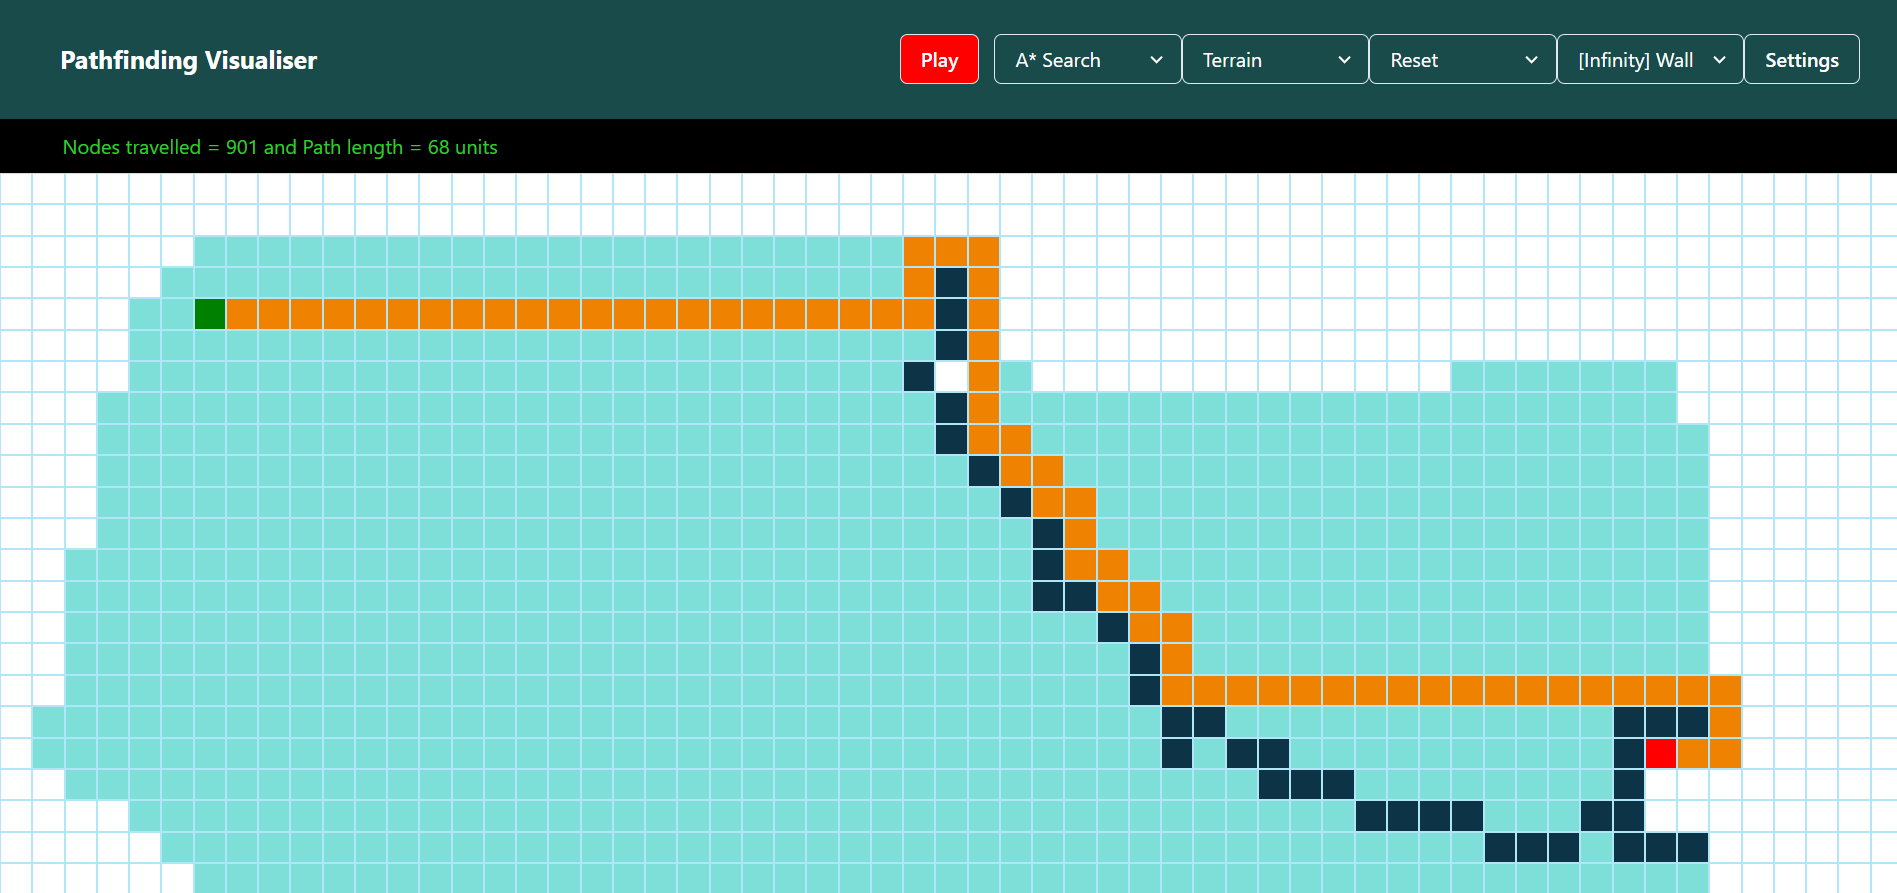 Pathfinding Visualiser
Play
A* Search
Terrain
Reset
[Infinity] Wall
Settings
Nodes travelled = 901 and Path length = 68 units